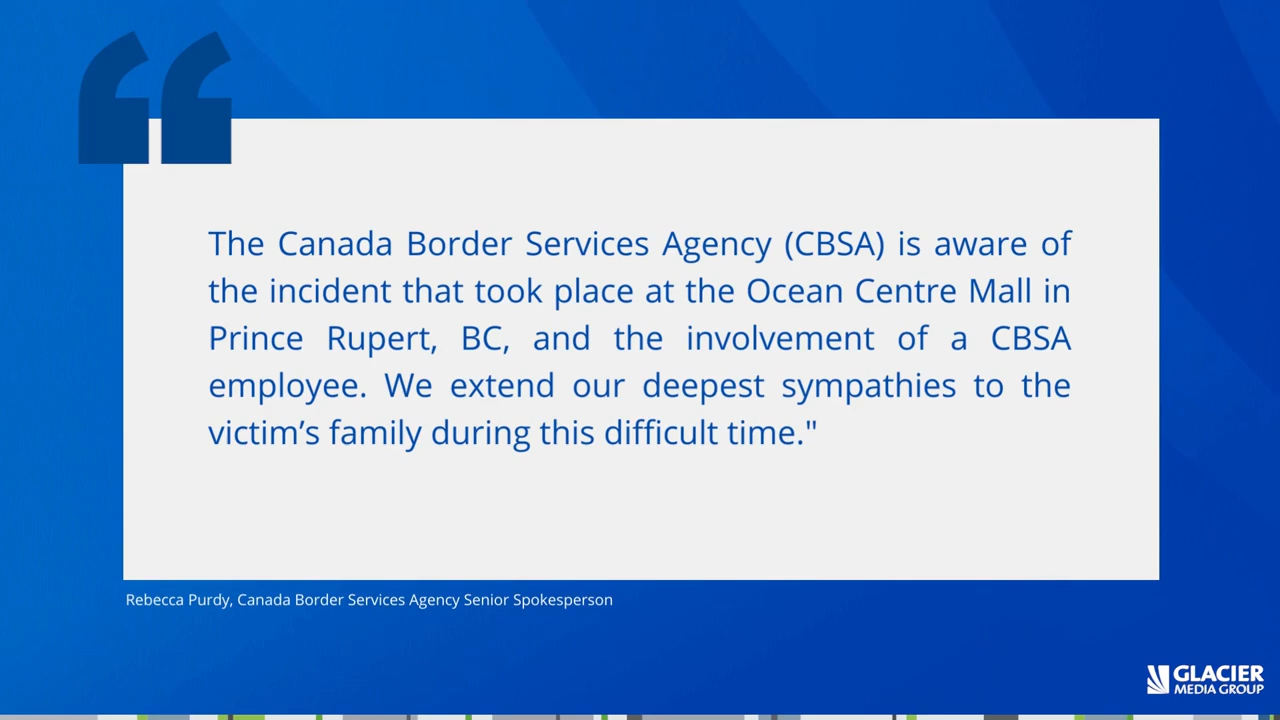 The Canada Border Services Agency (CBSA) is aware of
the incident that took place at the Ocean Centre Mall in
Prince Rupert, BC, and the involvement of a CBSA
employee. We extend our deepest sympathies to the
victim’s family during this difficult time."
Rebecca Purdy, Canada Border Services Agency Senior Spokesperson
GLACIER
MEDIA GROUP